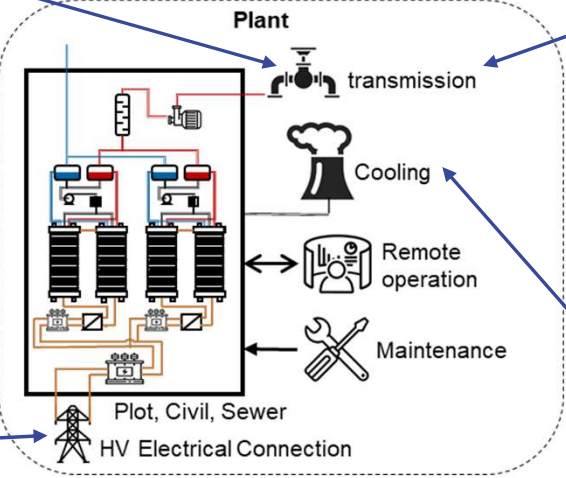 Plant
transmission
Cooling
Remote
operation
Maintenance
Plot, Civil, Sewer
HV Electrical Connection